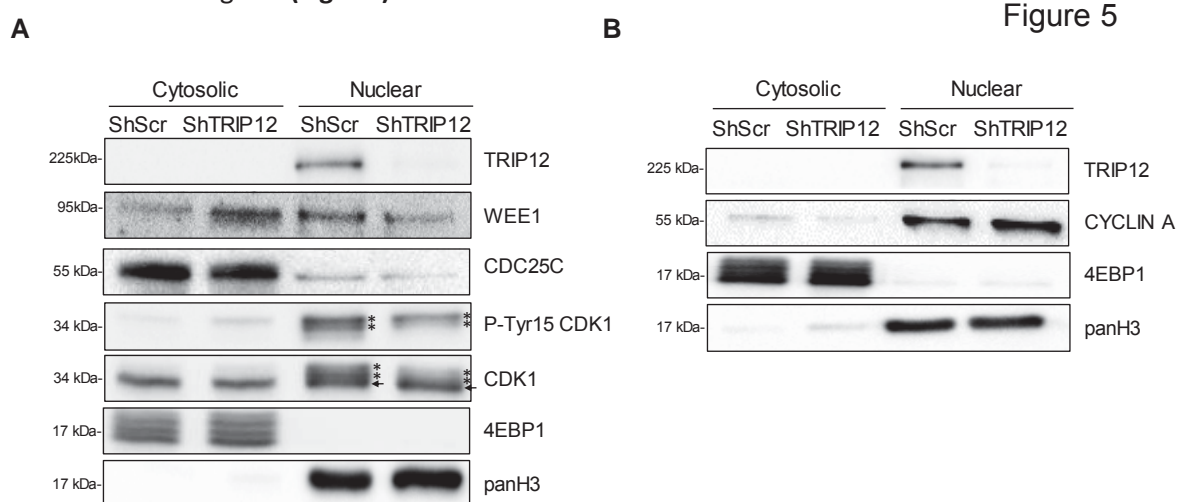 Figure 5
A
Cytosolic Nuclear
ShScr ShTRIP12 ShScr ShTRIP12
225kDa- TRIP12
95kDa- WEE1
55 kDa- CDC25C
34 kDa- * * * * P-Tyr15 CDK1
34 kDa- * * ← * * ← CDK1
17 kDa- 4EBP1
17 kDa- panH3
B
Cytosolic Nuclear
ShScr ShTRIP12 ShScr ShTRIP12
225 kDa- TRIP12
55 kDa- CYCLIN A
17 kDa- 4EBP1
17 kDa- panH3